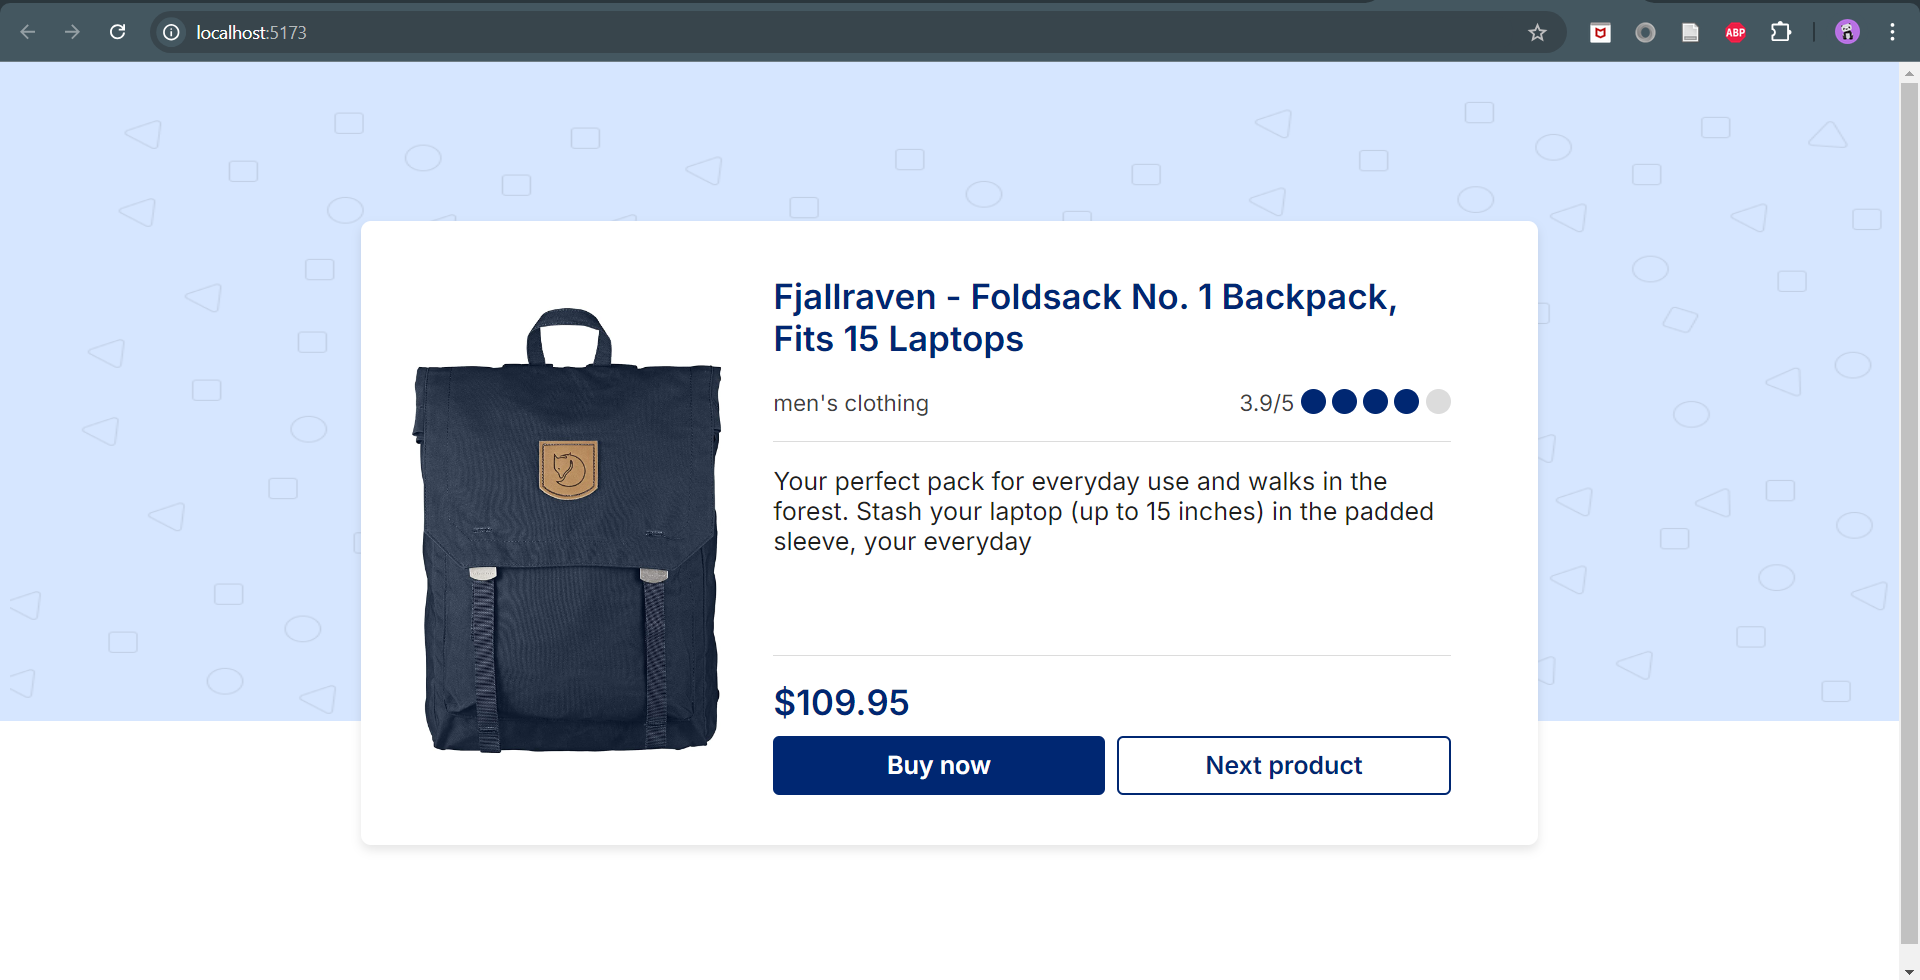 localhost:5173
ABP
Fjallraven - Foldsack No. 1 Backpack,
Fits 15 Laptops
men's clothing
3.9/5
Your perfect pack for everyday use and walks in the
forest. Stash your laptop (up to 15 inches) in the padded
sleeve, your everyday
$109.95
Buy now
Next product